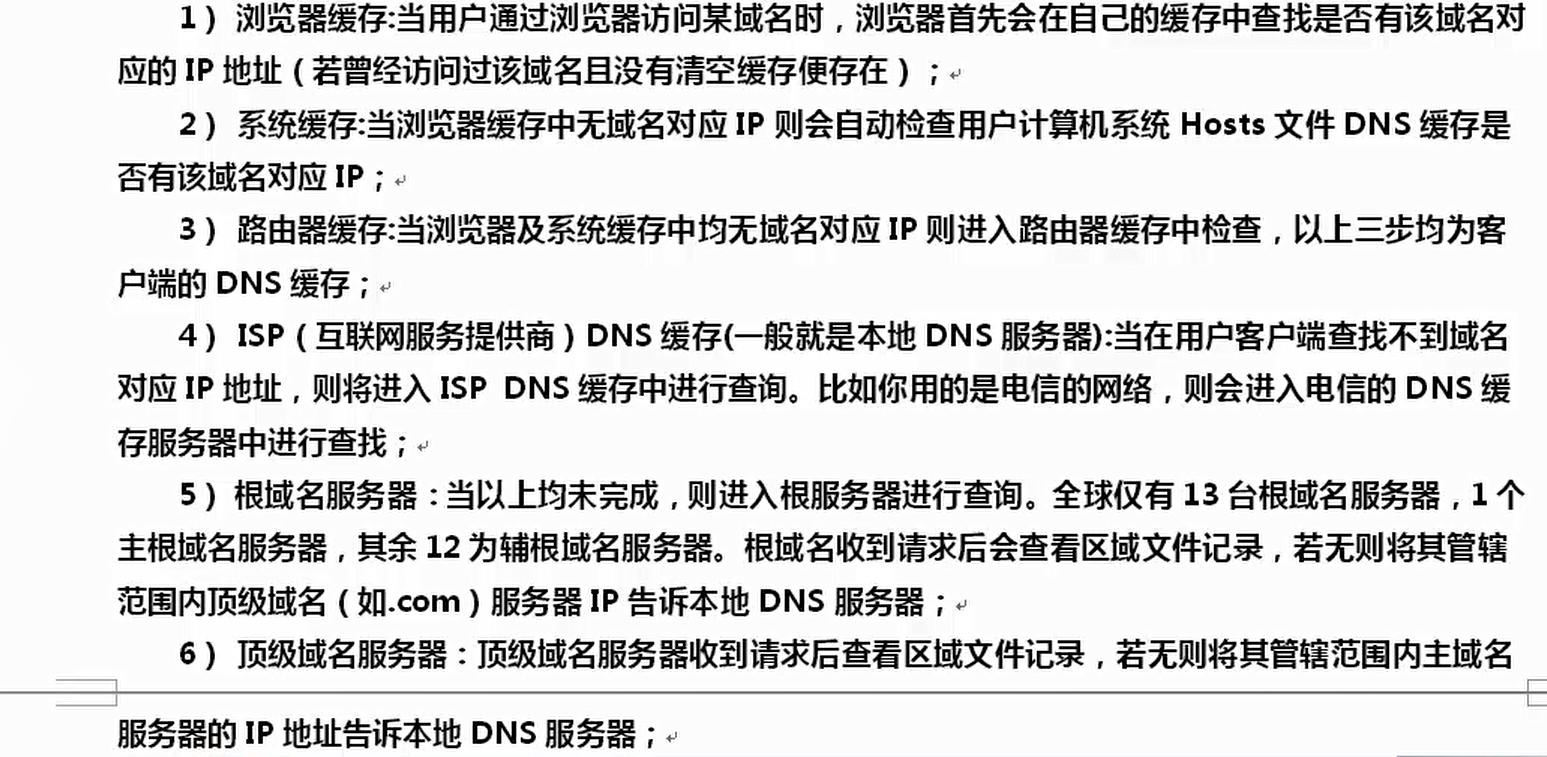 1） 浏览器缓存:当用户通过浏览器访问某域名时，浏览器首先会在自己的缓存中查找是否有该域名对
应的 IP 地址（若曾经访问过该域名且没有清空缓存便存在）；
2） 系统缓存:当浏览器缓存中无域名对应 IP 则会自动检查用户计算机系统 Hosts 文件 DNS 缓存是
否有该域名对应 IP；
3） 路由器缓存:当浏览器及系统缓存中均无域名对应 IP 则进入路由器缓存中检查，以上三步均为客
户端的 DNS 缓存；
4） ISP（互联网服务提供商）DNS 缓存(一般就是本地 DNS 服务器):当在用户客户端查找不到域名
对应 IP 地址，则将进入 ISP DNS 缓存中进行查询。比如你用的是电信的网络，则会进入电信的 DNS 缓
存服务器中进行查找；
5） 根域名服务器：当以上均未完成，则进入根服务器进行查询。全球仅有 13 台根域名服务器，1 个
主根域名服务器，其余 12 为辅根域名服务器。根域名收到请求后会查看区域文件记录，若无则将其管辖
范围内顶级域名（如.com）服务器 IP 告诉本地 DNS 服务器；
6） 顶级域名服务器：顶级域名服务器收到请求后查看区域文件记录，若无则将其管辖范围内主域名
服务器的 IP 地址告诉本地 DNS 服务器；